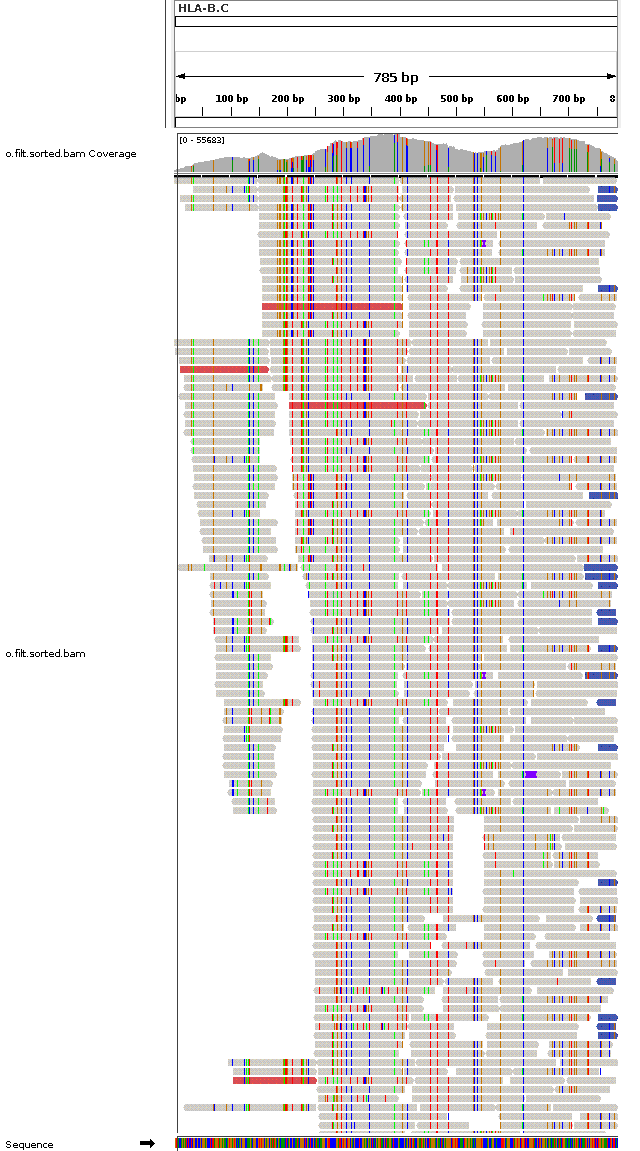 HLA-B.C
785 bp
bp 100 bp 200 bp 300 bp 400 bp 500 bp 600 bp 700 bp 8
[0 - 55683]
o.filt.sorted.bam Coverage
o.filt.sorted.bam
Sequence